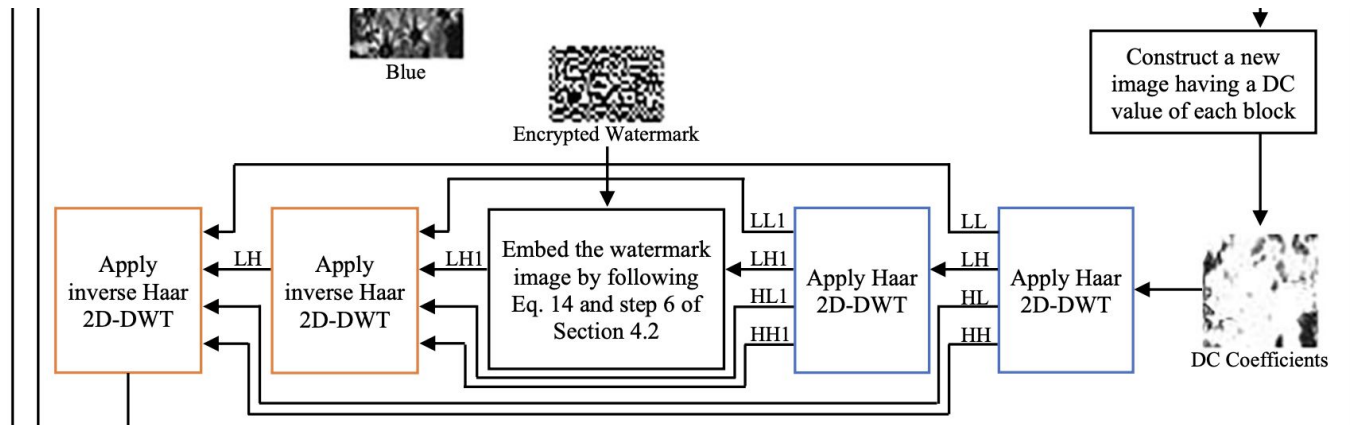 Blue
Encrypted Watermark
Construct a new
image having a DC
value of each block
LL1
LL
LH
LH1
LH1
LH
HL1
HL
HH1
HH
Apply
inverse Haar
2D-DWT
Apply
inverse Haar
2D-DWT
Embed the watermark
image by following
Eq. 14 and step 6 of
Section 4.2
Apply Haar
2D-DWT
Apply Haar
2D-DWT
DC Coefficients